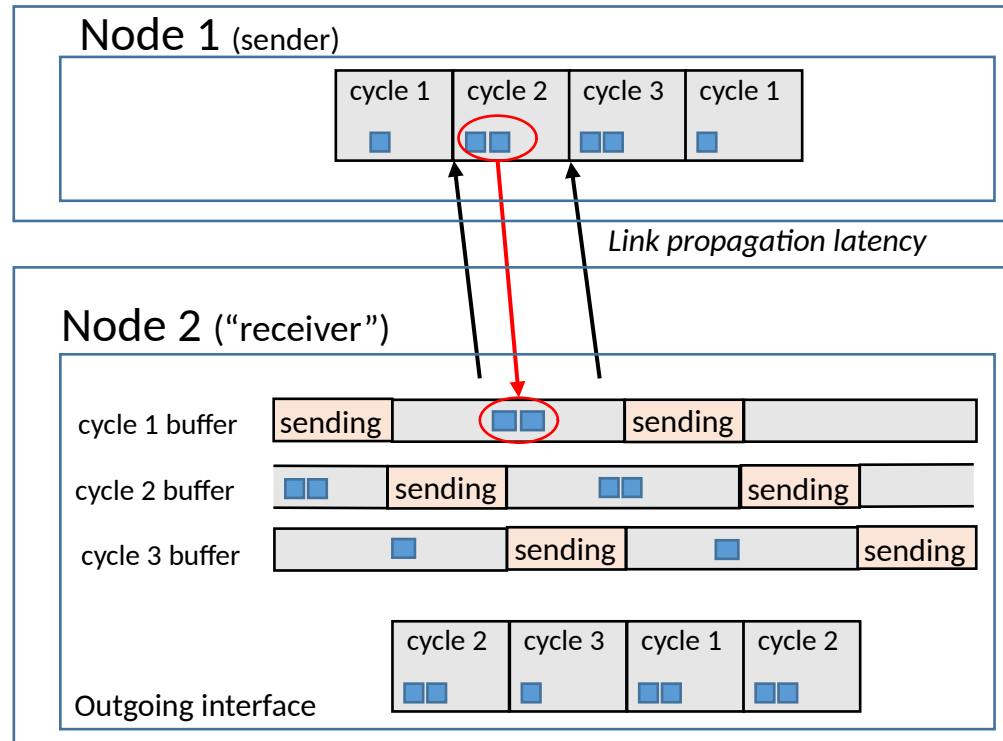 Node 1 (sender)
cycle 1 cycle 2 cycle 3 cycle 1
Link propagation latency
Node 2 (“receiver”)
cycle 1 buffer sending sending
cycle 2 buffer sending sending
cycle 3 buffer sending sending
cycle 2 cycle 3 cycle 1 cycle 2
Outgoing interface